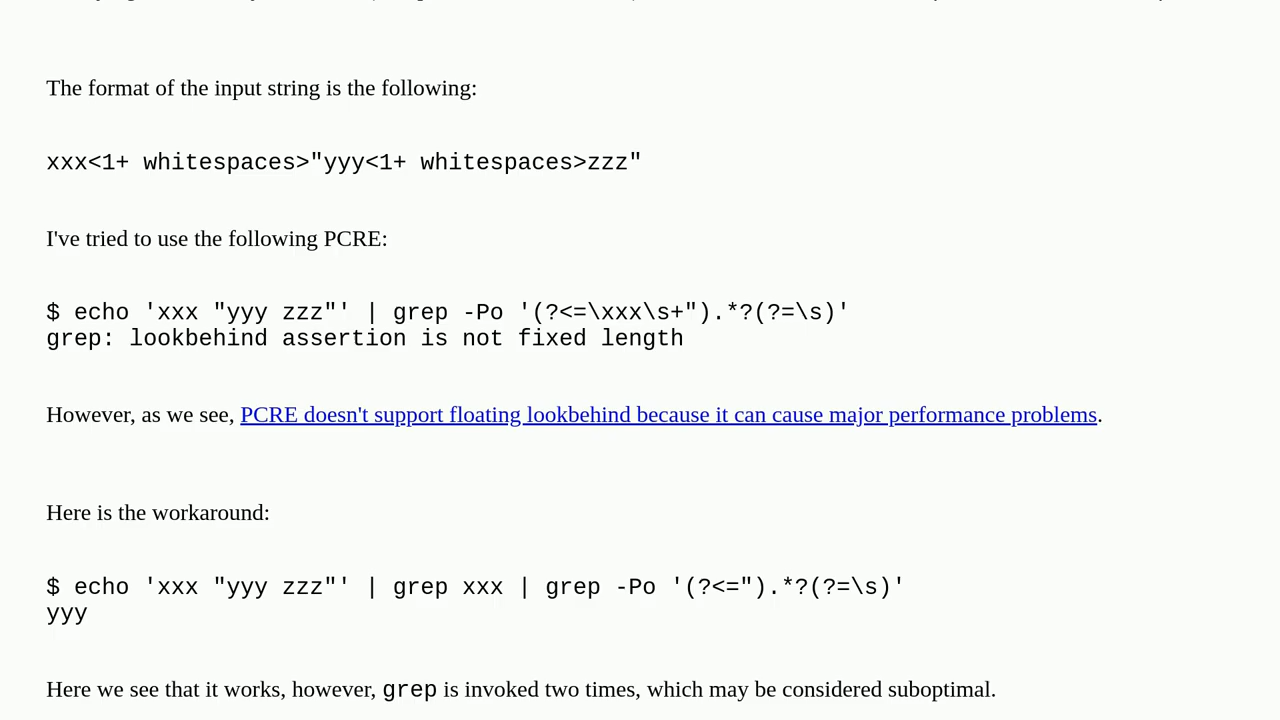 The format of the input string is the following:
xxx<1+ whitespaces>"yyy<1+ whitespaces>zzz"
I've tried to use the following PCRE:
$ echo 'xxx "yyy zzz"' | grep -Po '(?<=\xxx\s+").*?(?=\s)'
grep: lookbehind assertion is not fixed length
However, as we see, PCRE doesn't support floating lookbehind because it can cause major performance problems.
Here is the workaround:
$ echo 'xxx "yyy zzz"' | grep xxx | grep -Po '(?<=").*?(?=\s)'
yyy
Here we see that it works, however, grep is invoked two times, which may be considered suboptimal.